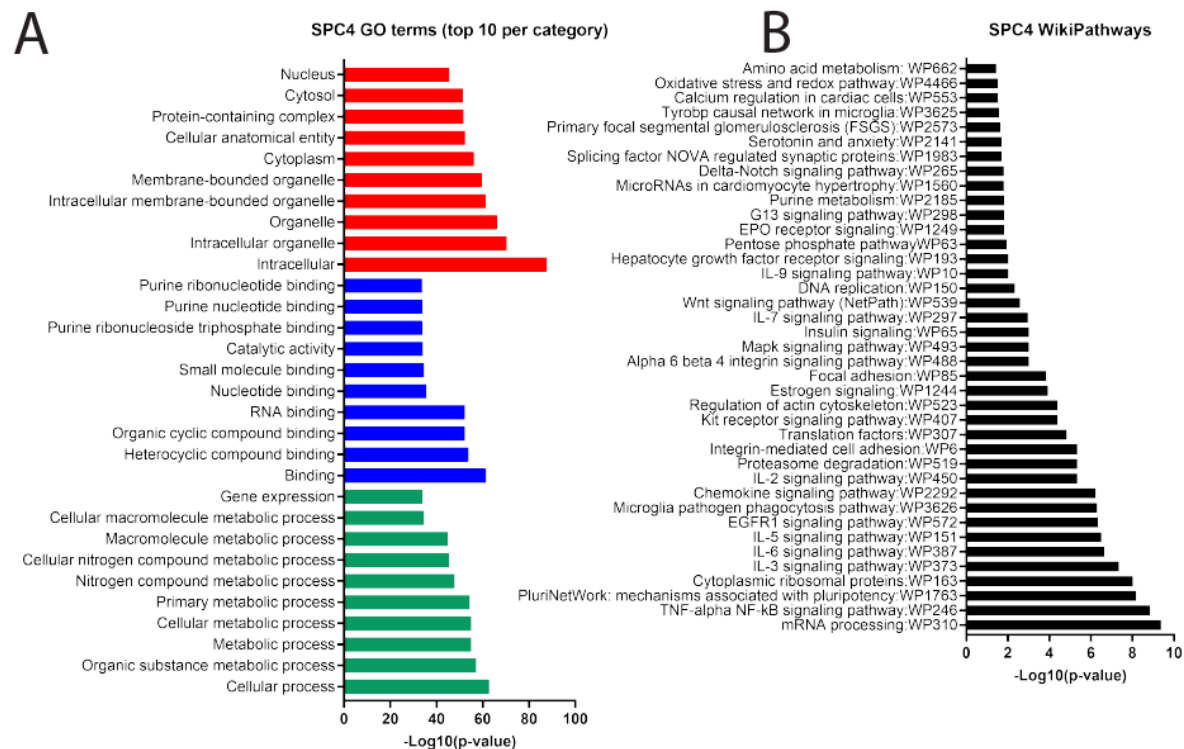 A
SPC4 GO terms (top 10 per category)
Nucleus
Cytosol
Protein-containing complex
Cellular anatomical entity
Cytoplasm
Membrane-bounded organelle
Intracellular membrane-bounded organelle
Organelle
Intracellular organelle
Intracellular
Purine ribonucleotide binding
Purine nucleotide binding
Purine ribonucleoside triphosphate binding
Catalytic activity
Small molecule binding
Nucleotide binding
RNA binding
Organic cyclic compound binding
Heterocyclic compound binding
Binding
Gene expression
Cellular macromolecule metabolic process
Macromolecule metabolic process
Cellular nitrogen compound metabolic process
Nitrogen compound metabolic process
Primary metabolic process
Cellular metabolic process
Metabolic process
Organic substance metabolic process
Cellular process
0 20 40 60 80 100
-Log10(p-value)
B
SPC4 WikiPathways
Amino acid metabolism: WP662
Oxidative stress and redox pathway:WP4466
Calcium regulation in cardiac cells:WP553
Tyrobp causal network in microglia:WP3625
Primary focal segmental glomerulosclerosis (FSGS):WP2573
Serotonin and anxiety:WP2141
Splicing factor NOVA regulated synaptic proteins:WP1983
Delta-Notch signaling pathway:WP265
MicroRNAs in cardiomyocyte hypertrophy:WP1560
Purine metabolism:WP2185
G13 signaling pathway:WP298
EPO receptor signaling:WP1249
Pentose phosphate pathwayWP63
Hepatocyte growth factor receptor signaling:WP193
IL-9 signaling pathway:WP10
DNA replication:WP150
Wnt signaling pathway (NetPath):WP539
IL-7 signaling pathway:WP297
Insulin signaling:WP65
Mapk signaling pathway:WP493
Alpha 6 beta 4 integrin signaling pathway:WP488
Focal adhesion:WP85
Estrogen signaling:WP1244
Regulation of actin cytoskeleton:WP523
Kit receptor signaling pathway:WP407
Translation factors:WP307
Integrin-mediated cell adhesion:WP6
Proteasome degradation:WP519
IL-2 signaling pathway:WP450
Chemokine signaling pathway:WP2292
Microglia pathogen phagocytosis pathway:WP3626
EGFR1 signaling pathway:WP572
IL-5 signaling pathway:WP151
IL-6 signaling pathway:WP387
IL-3 signaling pathway:WP373
Cytoplasmic ribosomal proteins:WP163
PluriNetWork: mechanisms associated with pluripotency:WP1763
TNF-alpha NF-kB signaling pathway:WP246
mRNA processing:WP310
0 2 4 6 8 10
-Log10(p-value)